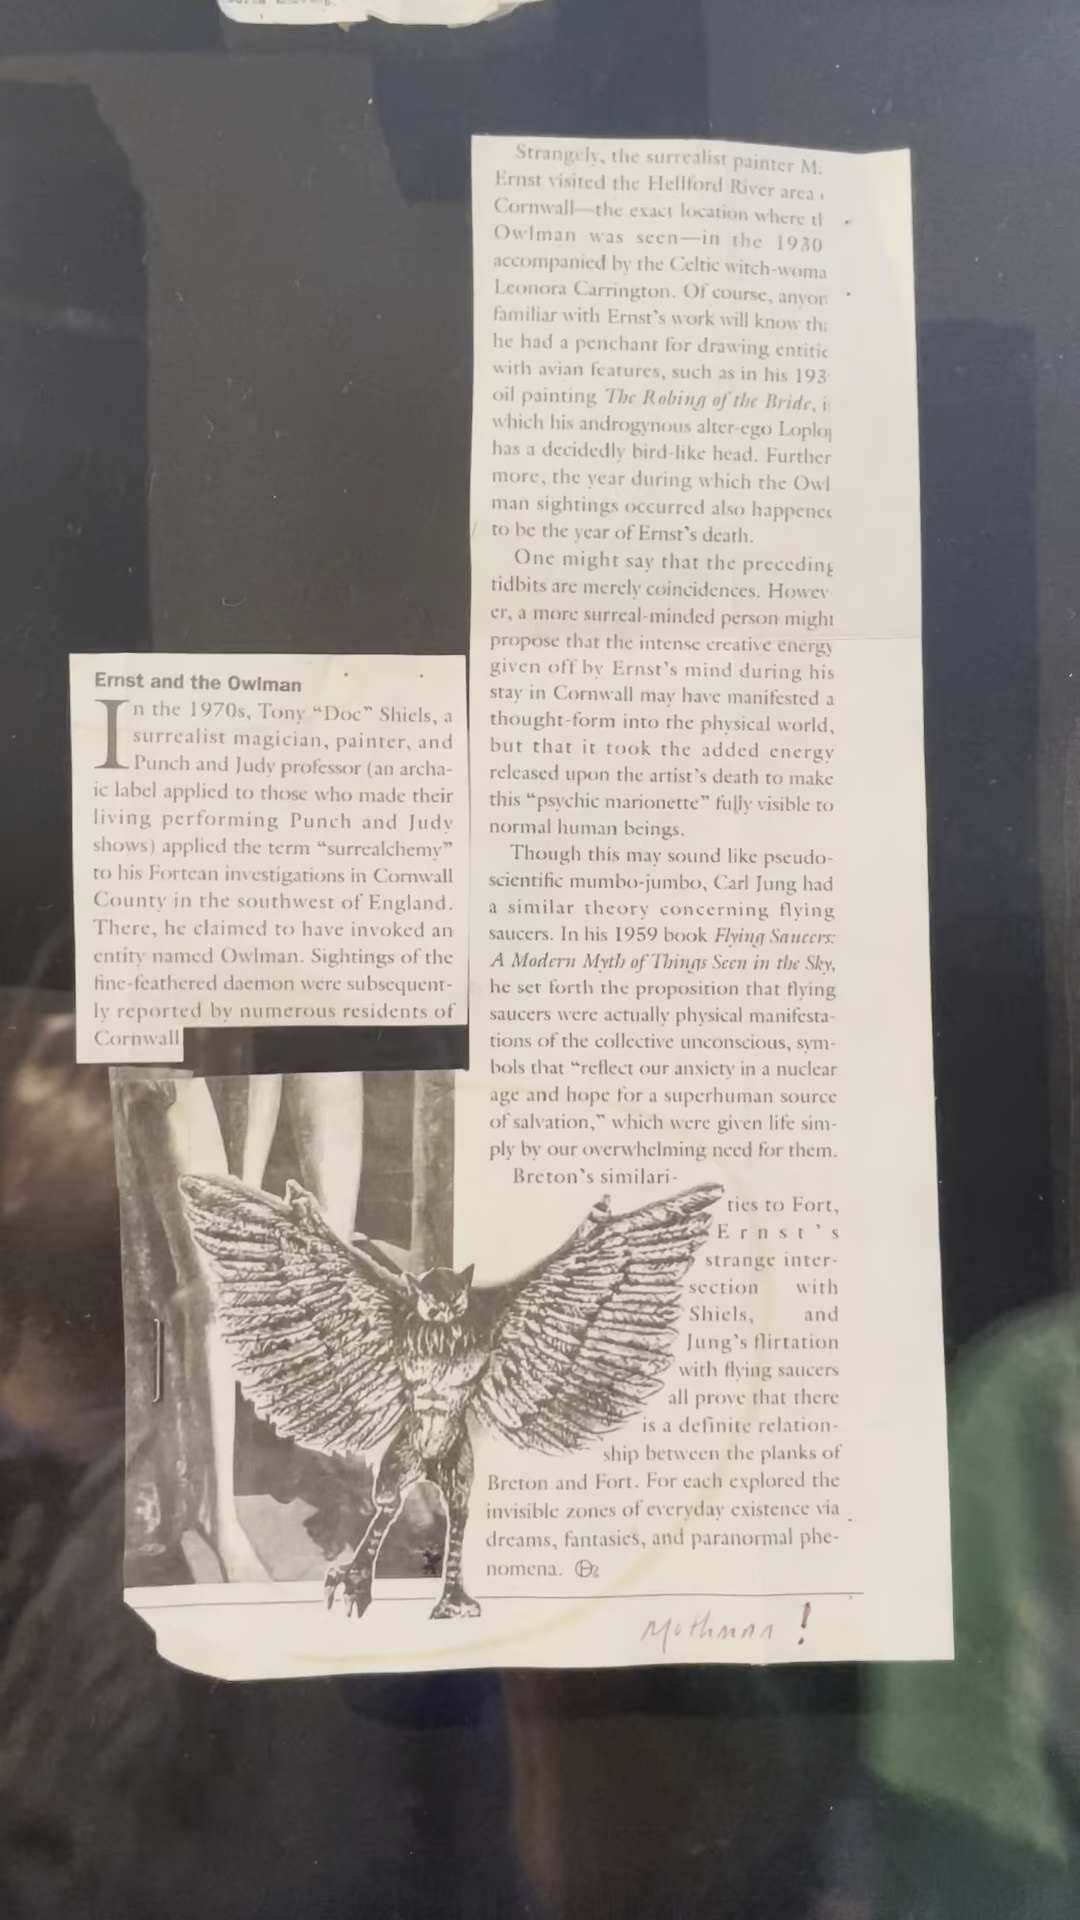 Ernst and the Owlman
In the 1970s, Tony “Doc” Shiels, a
surrealist magician, painter, and
Punch and Judy professor (an archa-
ic label applied to those who made their
living performing Punch and Judy
shows) applied the term “surrealchemy”
to his Fortean investigations in Cornwall
County in the southwest of England.
There, he claimed to have invoked an
entity named Owlman. Sightings of the
fine-feathered daemon were subsequent-
ly reported by numerous residents of
Cornwall
Strangely, the surrealist painter M
Ernst visited the Hellford River area
Cornwall—the exact location where tl
Owlman was seen—in the 1930
accompanied by the Celtic witch-woma
Leonora Carrington. Of course, anyon
familiar with Ernst’s work will know tha
he had a penchant for drawing entitie
with avian features, such as in his 193
oil painting The Robing of the Bride, i
which his androgynous alter-ego Loplop
has a decidedly bird-like head. Further
more, the year during which the Owl
man sightings occurred also happened
to be the year of Ernst’s death.
One might say that the preceding
tidbits are merely coincidences. Howev-
er, a more surreal-minded person might
propose that the intense creative energy
given off by Ernst’s mind during his
stay in Cornwall may have manifested a
thought-form into the physical world,
but that it took the added energy
released upon the artist’s death to make
this “psychic marionette” fully visible to
normal human beings.
Though this may sound like pseudo-
scientific mumbo-jumbo, Carl Jung had
a similar theory concerning flying
saucers. In his 1959 book Flying Saucers:
A Modern Myth of Things Seen in the Sky,
he set forth the proposition that flying
saucers were actually physical manifesta-
tions of the collective unconscious, sym-
bols that “reflect our anxiety in a nuclear
age and hope for a superhuman source
of salvation,” which were given life sim-
ply by our overwhelming need for them.
Breton’s similari-
ties to Fort,
Ernst’s
strange inter-
section with
Shiels, and
Jung’s flirtation
with flying saucers
all prove that there
is a definite relation-
ship between the planks of
Breton and Fort. For each explored the
invisible zones of everyday existence via
dreams, fantasies, and paranormal phe-
nomena.
Mothman !